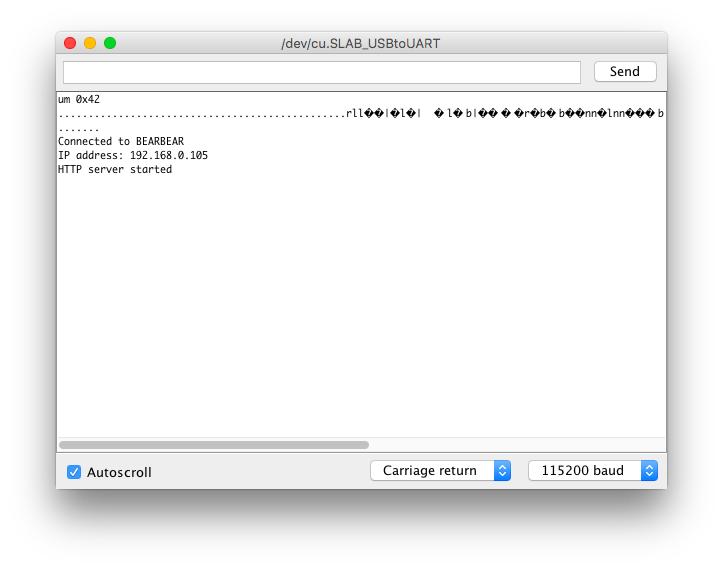 /dev/cu.SLAB_USBtoUART
Send
um 0x42
................................................rll��|�l�| �l�b|����r�b�b��nn�lnn���b
.......
Connected to BEARBEAR
IP address: 192.168.0.105
HTTP server started
Autoscroll
Carriage return
115200 baud